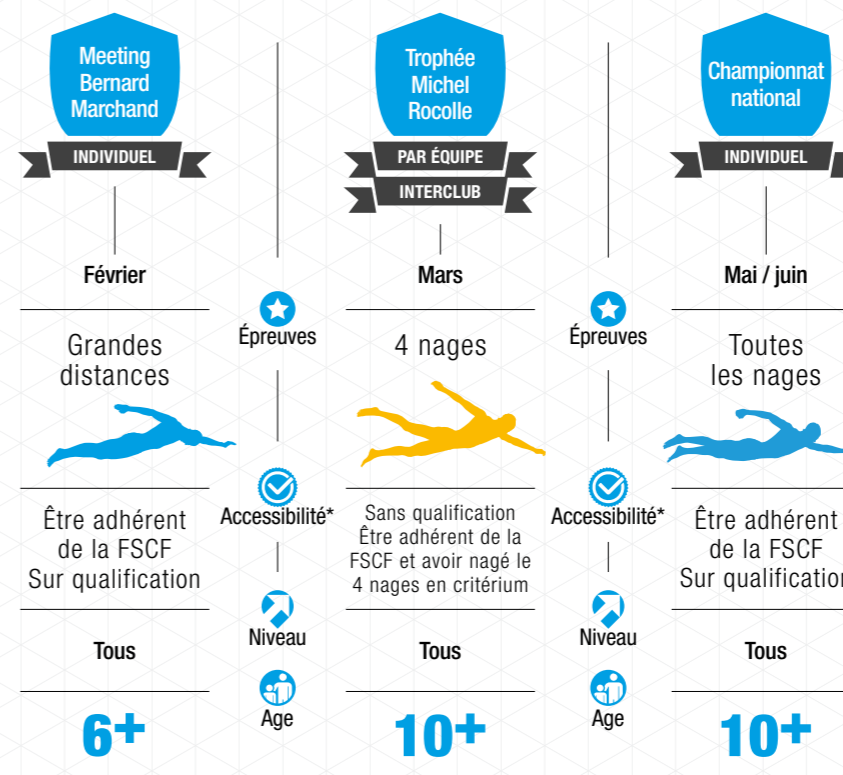 Meeting
Bernard
Marchand
INDIVIDUEL
Février
Grandes
distances
Être adhérent
de la FSCF
Sur qualification
Tous
6+
Épreuves
Accessibilité*
Niveau
Age
Trophée
Michel
Rocolle
PAR ÉQUIPE
INTERCLUB
Mars
4 nages
Sans qualification
Être adhérent de la
FSCF et avoir nagé le
4 nages en critérium
Tous
10+
Épreuves
Accessibilité*
Niveau
Age
Championnat
national
INDIVIDUEL
Mai / juin
Toutes
les nages
Être adhérent
de la FSCF
Sur qualification
Tous
10+